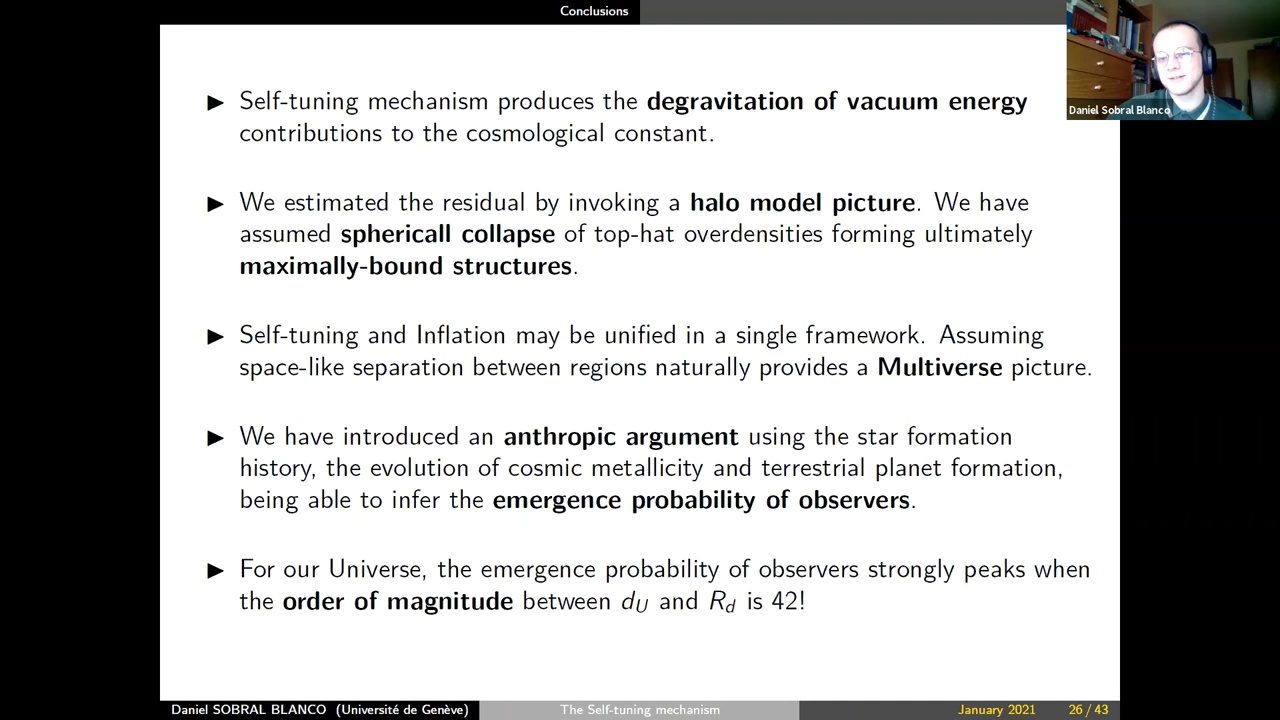 Conclusions
Daniel Sobral Blanco
▶ Self-tuning mechanism produces the degravitation of vacuum energy
contributions to the cosmological constant.
▶ We estimated the residual by invoking a halo model picture. We have
assumed sphericall collapse of top-hat overdensities forming ultimately
maximally-bound structures.
▶ Self-tuning and Inflation may be unified in a single framework. Assuming
space-like separation between regions naturally provides a Multiverse picture.
▶ We have introduced an anthropic argument using the star formation
history, the evolution of cosmic metallicity and terrestrial planet formation,
being able to infer the emergence probability of observers.
▶ For our Universe, the emergence probability of observers strongly peaks when
the order of magnitude between d_U and R_d is 42!
Daniel SOBRAL BLANCO (Université de Genève) The Self-tuning mechanism January 2021 26 / 43